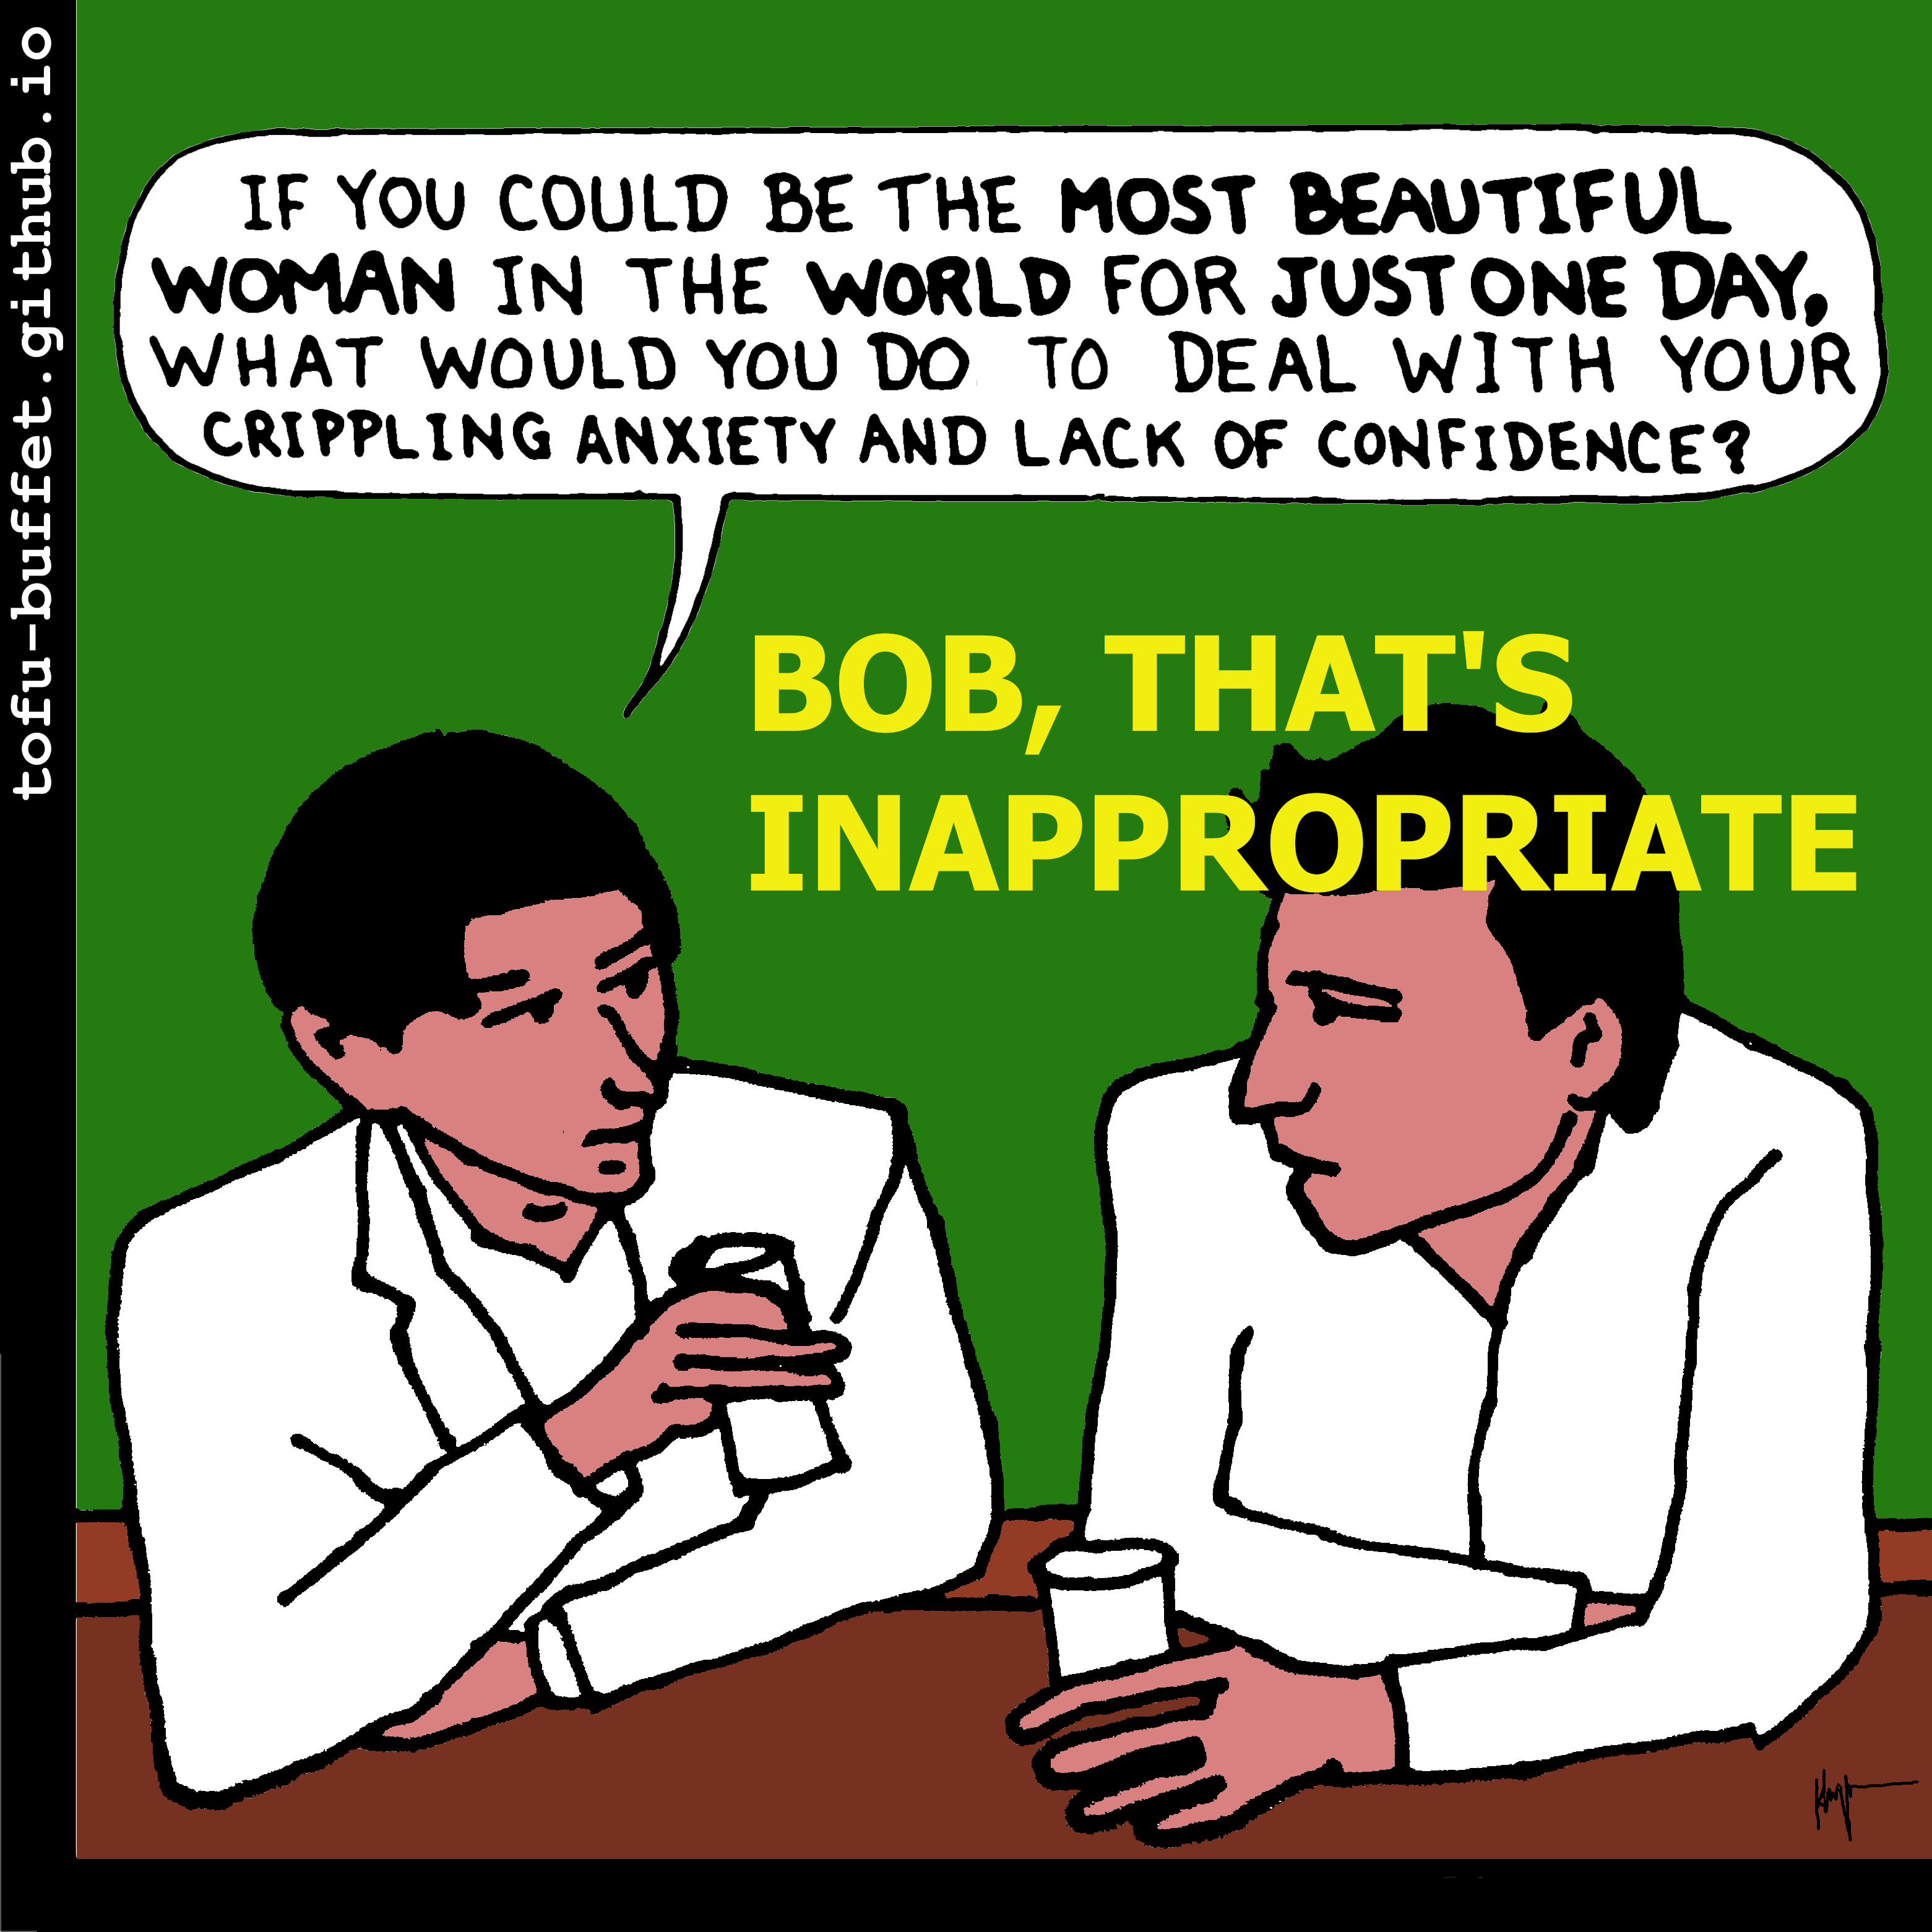 IF YOU COULD BE THE MOST BEAUTIFUL
WOMAN IN THE WORLD FOR JUST ONE DAY,
WHAT WOULD YOU DO TO DEAL WITH YOUR
CRIPPLING ANXIETY AND LACK OF CONFIDENCE?
BOB, THAT'S
INAPPROPRIATE
tofu-buffet.github.io